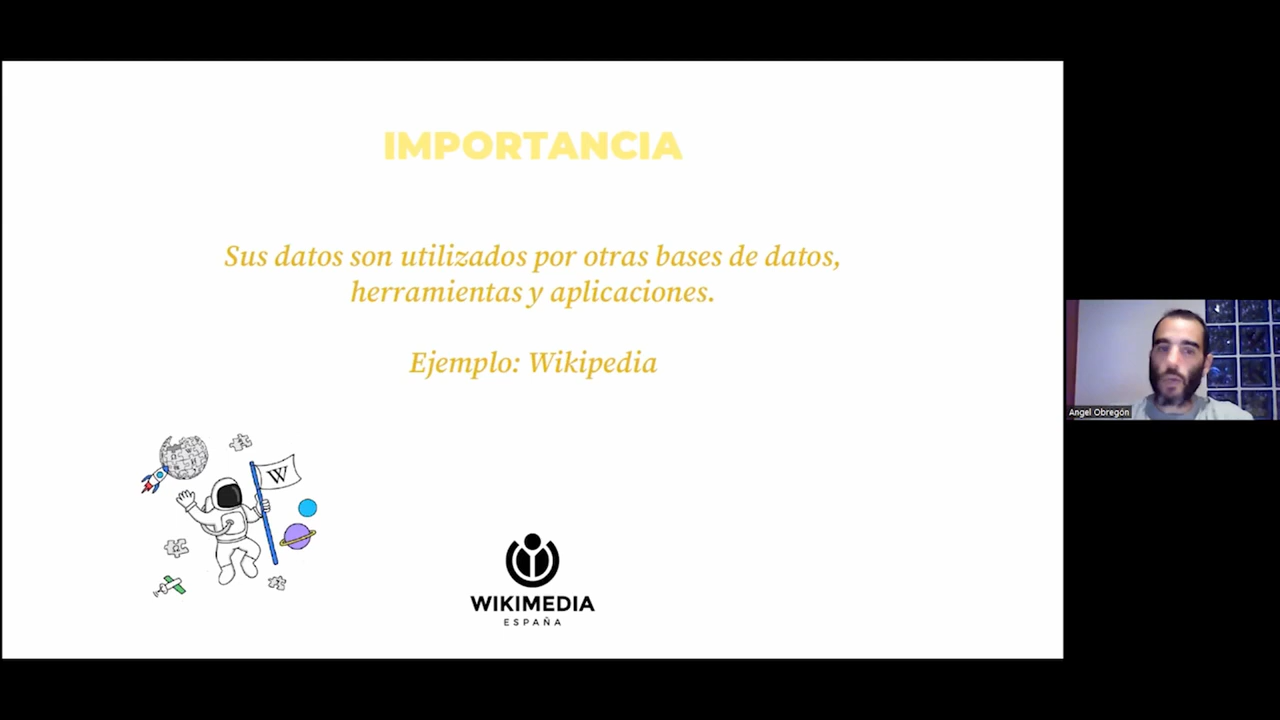 IMPORTANCIA
Sus datos son utilizados por otras bases de datos,
herramientas y aplicaciones.
Ejemplo: Wikipedia
W
WIKIMEDIA
ESPAÑA
Angel Obregón